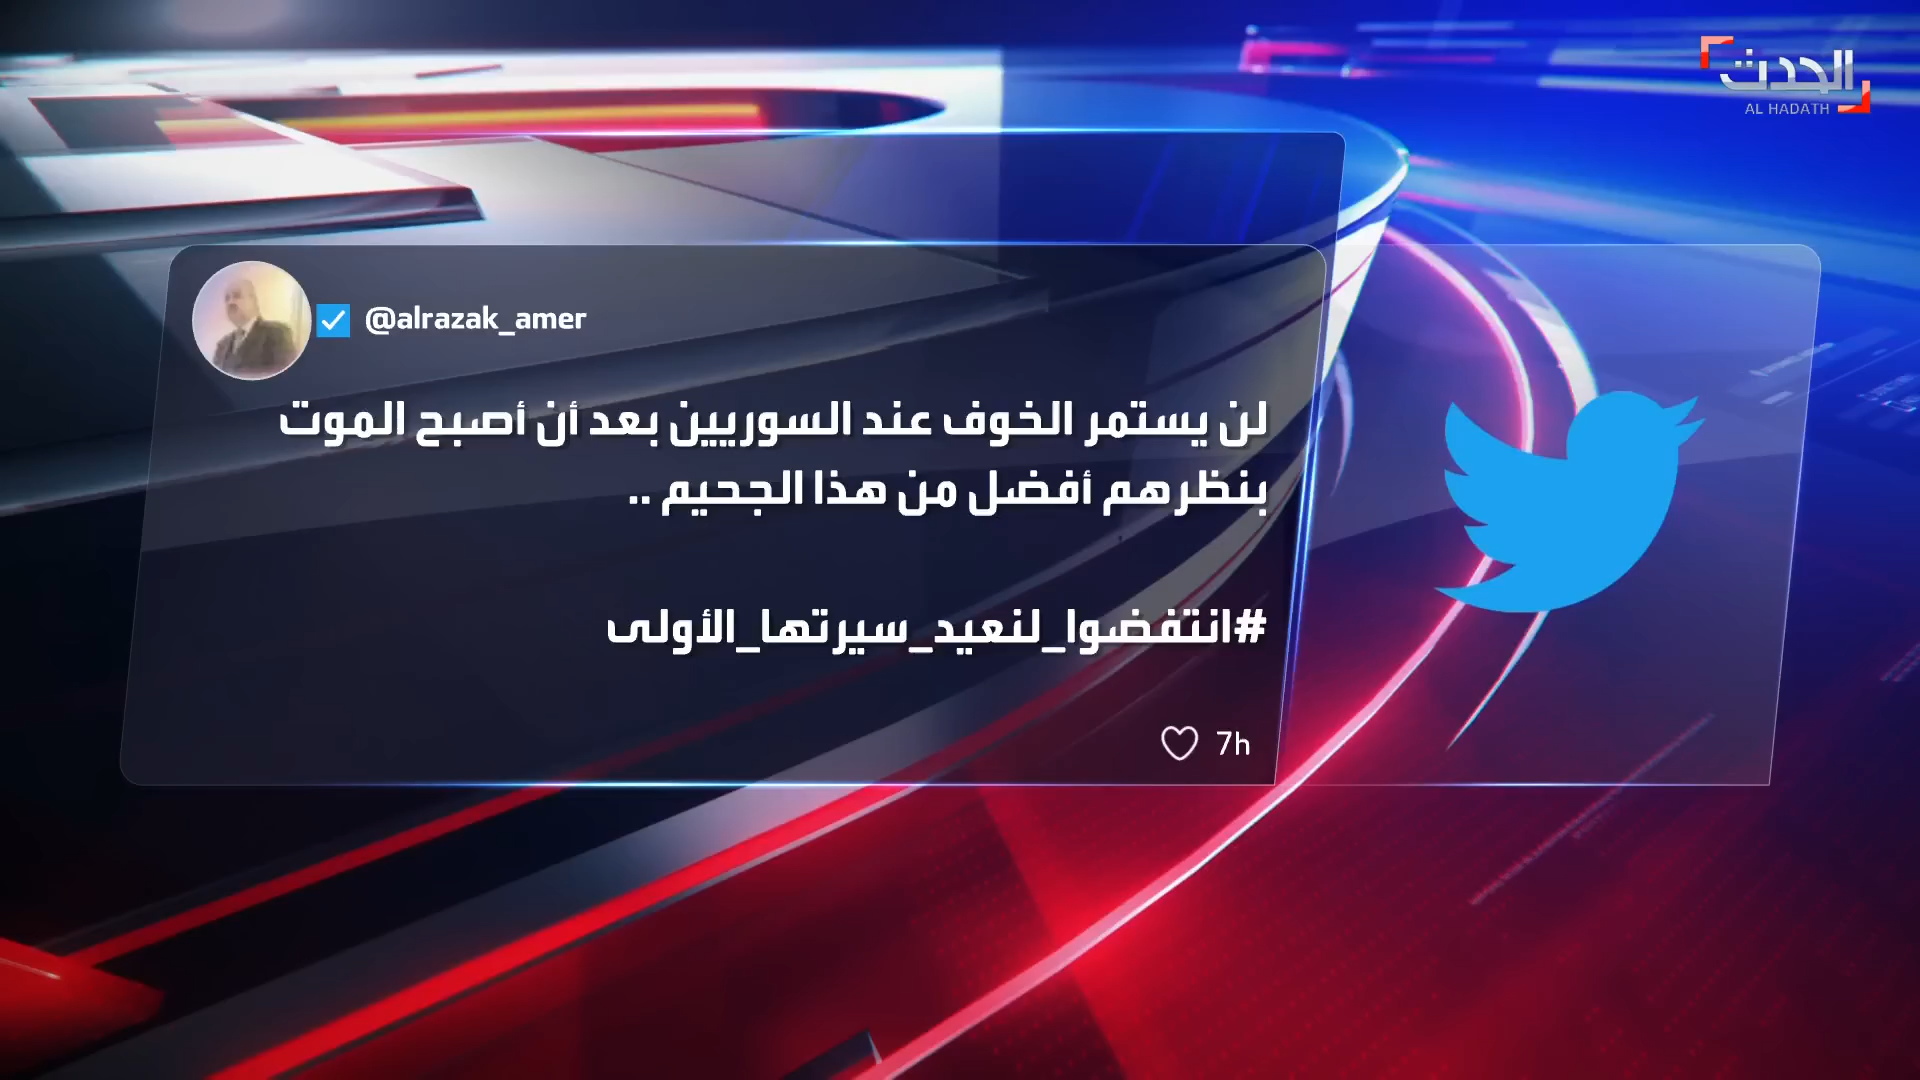 الحدث
AL HADATH
@alrazak_amer
لن يستمر الخوف عند السوريين بعد أن أصبح الموت
بنظرهم أفضل من هذا الجحيم ..
#انتفضوا_لنعيد_سيرتها_الأولى
7h